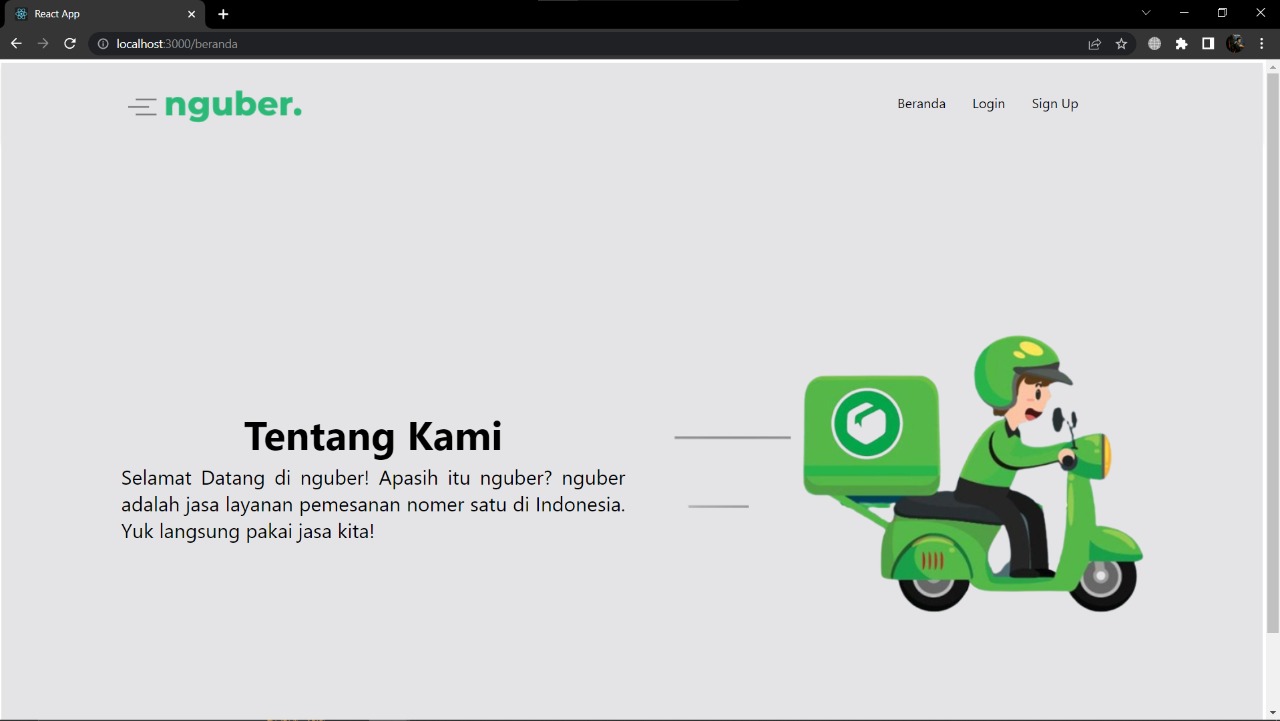 React App
localhost:3000/beranda
nguber.
Beranda Login Sign Up
Tentang Kami
Selamat Datang di nguber! Apasih itu nguber? nguber
adalah jasa layanan pemesanan nomer satu di Indonesia.
Yuk langsung pakai jasa kita!